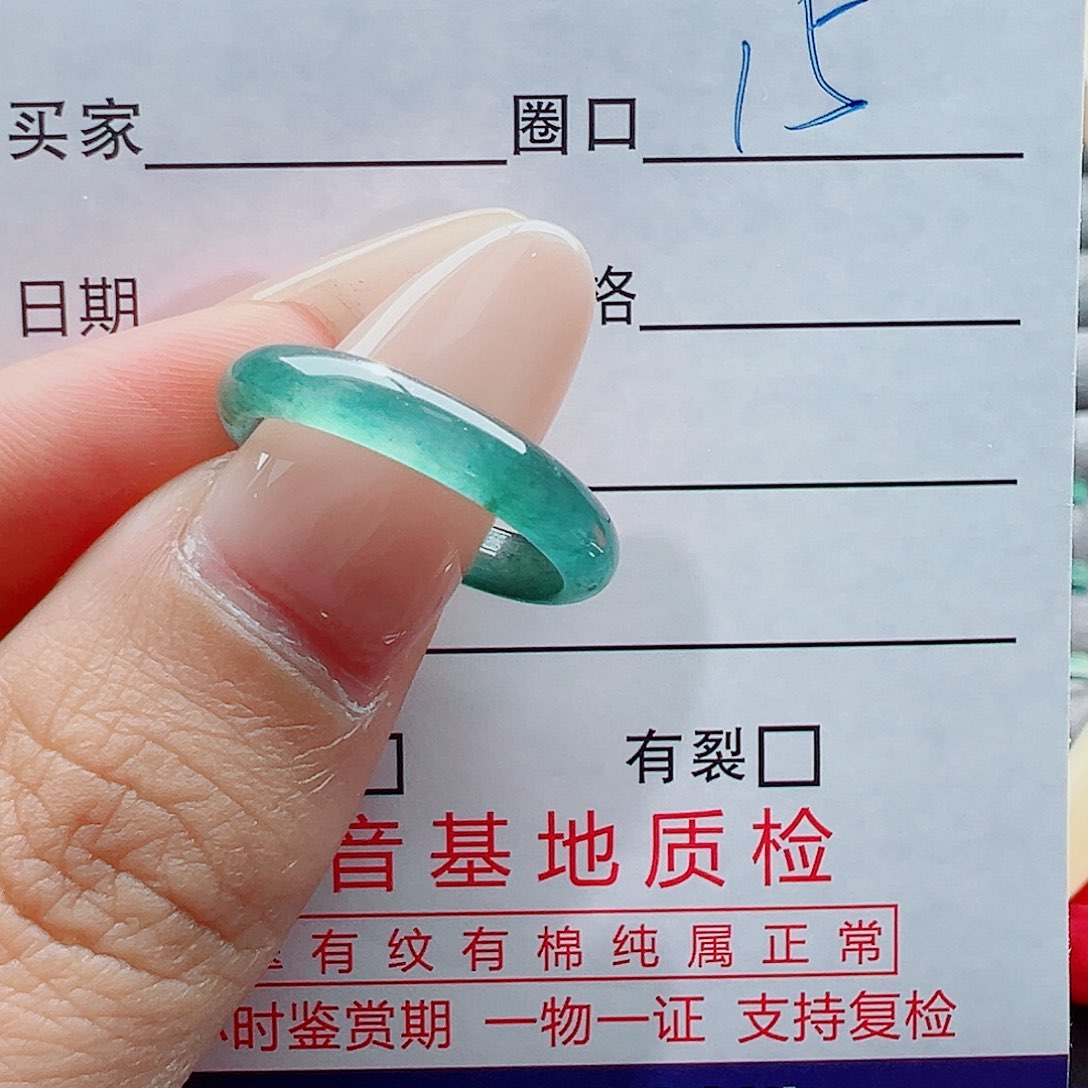 15
买家 圈口
日期 格
有裂
音基地质检
有纹有棉纯属正常
小时鉴赏期 一物一证 支持复检